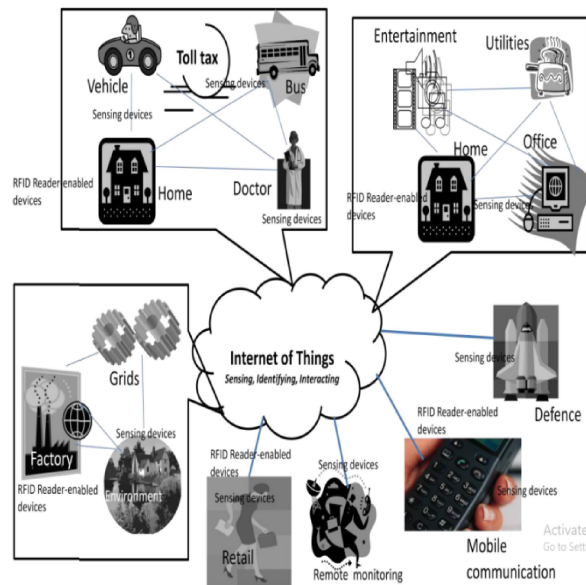 Toll tax
Vehicle
Sensing devices
Bus
Sensing devices
RFID Reader-enabled
devices
Home
Doctor
Sensing devices
Entertainment
Utilities
Sensing devices
Home
Office
RFID Reader-enabled
devices
Sensing devices
Internet of Things
Sensing, Identifying, Interacting
Grids
Sensing devices
Factory
RFID Reader-enabled
devices
Environment
Sensing devices
Defence
RFID Reader-enabled
devices
Sensing devices
Mobile
communication
RFID Reader-enabled
devices
Sensing devices
Retail
Sensing devices
Remote monitoring
Activate
Go to Sett